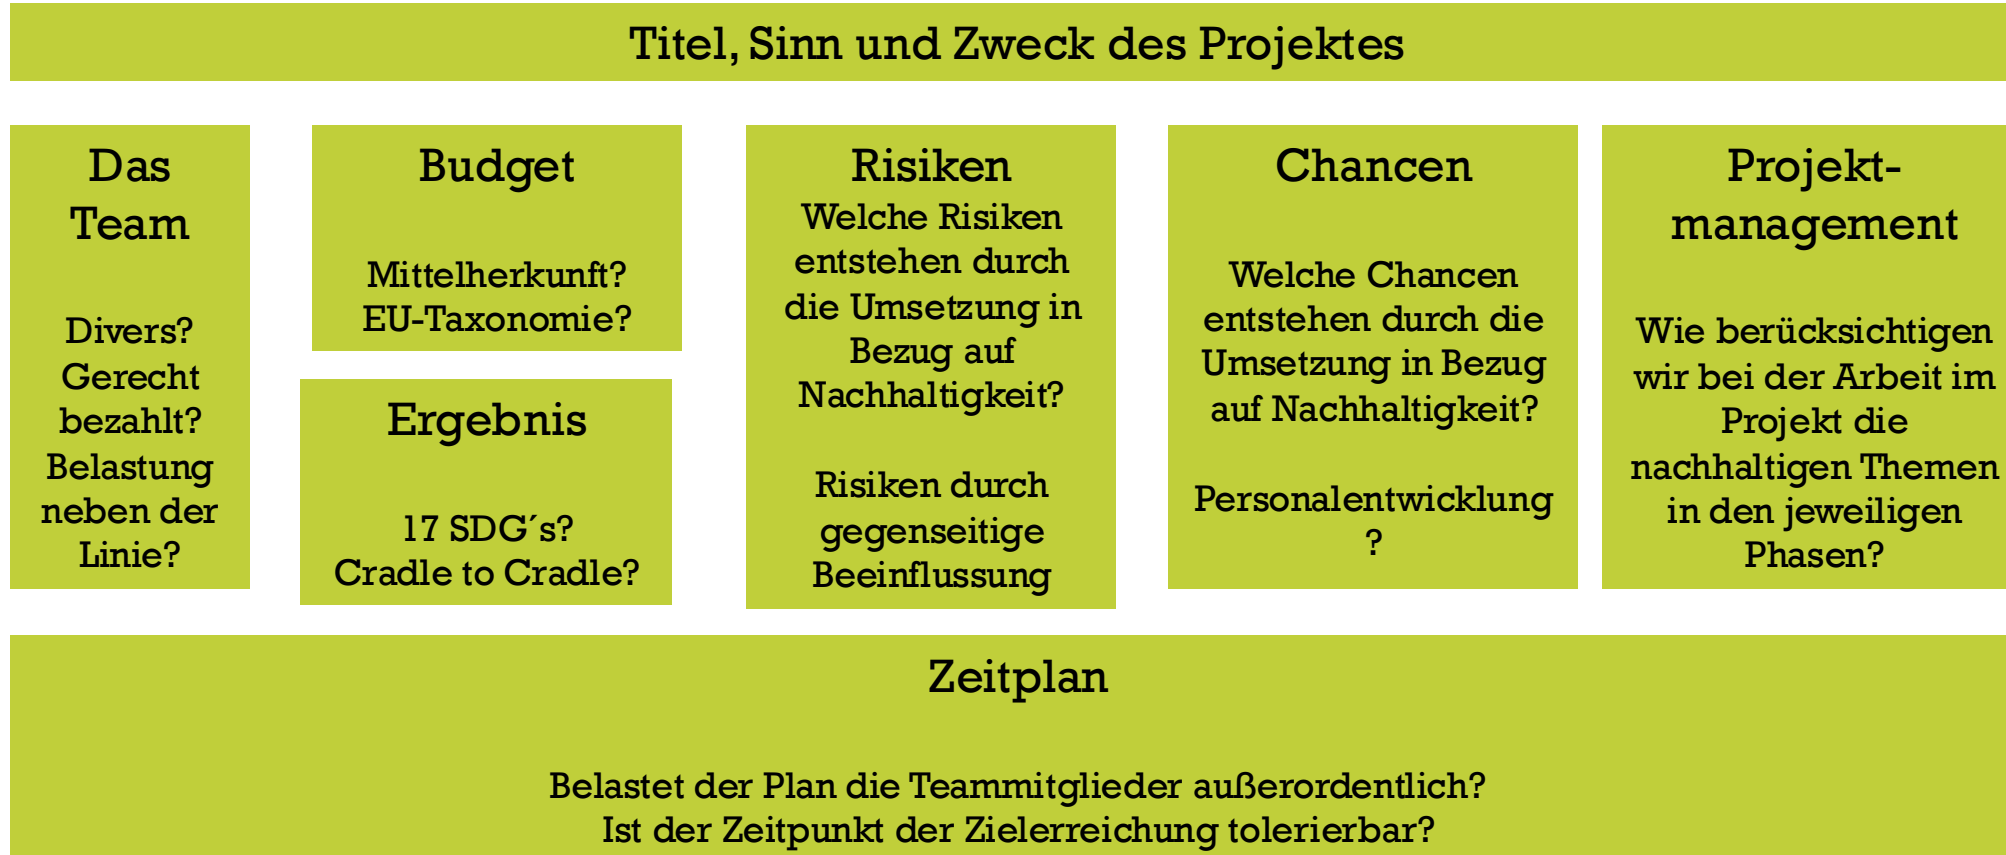 Titel, Sinn und Zweck des Projektes
Das
Team
Divers?
Gerecht
bezahlt?
Belastung
neben der
Linie?
Budget
Mittelherkunft?
EU-Taxonomie?
Ergebnis
17 SDG´s?
Cradle to Cradle?
Risiken
Welche Risiken
entstehen durch
die Umsetzung in
Bezug auf
Nachhaltigkeit?
Risiken durch
gegenseitige
Beeinflussung
Chancen
Welche Chancen
entstehen durch die
Umsetzung in Bezug
auf Nachhaltigkeit?
Personalentwicklung
?
Projekt-
management
Wie berücksichtigen
wir bei der Arbeit im
Projekt die
nachhaltigen Themen
in den jeweiligen
Phasen?
Zeitplan
Belastet der Plan die Teammitglieder außerordentlich?
Ist der Zeitpunkt der Zielerreichung tolerierbar?